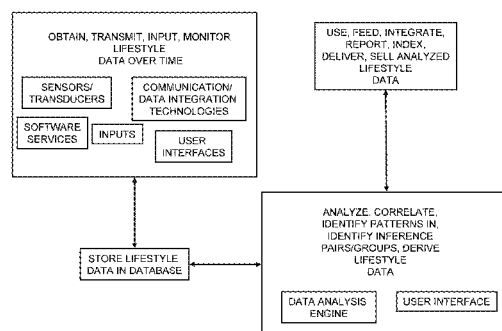 OBTAIN, TRANSMIT, INPUT, MONITOR
LIFESTYLE
DATA OVER TIME
SENSORS/
TRANSDUCERS
COMMUNICATION/
DATA INTEGRATION
TECHNOLOGIES
SOFTWARE
SERVICES
INPUTS
USER
INTERFACES
USE, FEED, INTEGRATE,
REPORT, INDEX,
DELIVER, SELL ANALYZED
LIFESTYLE
DATA
STORE LIFESTYLE
DATA IN DATABASE
ANALYZE, CORRELATE,
IDENTIFY PATTERNS IN,
IDENTIFY INFERENCE
PAIRS/GROUPS, DERIVE
LIFESTYLE
DATA
DATA ANALYSIS
ENGINE
USER INTERFACE